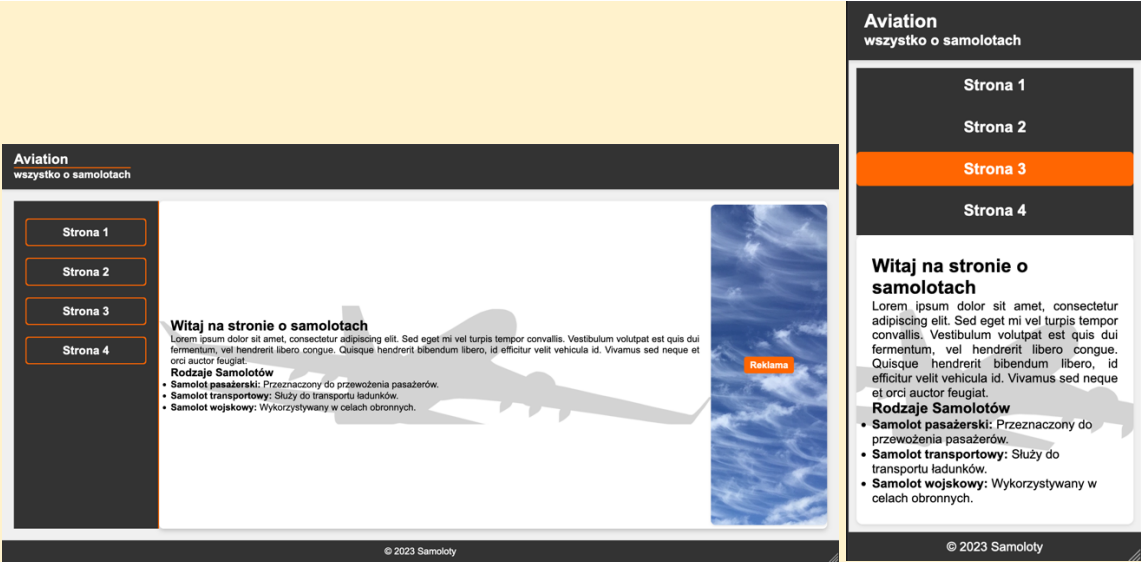 Aviation
wszystko o samolotach
Strona 1
Strona 2
Strona 3
Strona 4
Witaj na stronie o samolotach
Lorem ipsum dolor sit amet, consectetur adipiscing elit. Sed eget mi vel turpis tempor convallis. Vestibulum volutpat est quis dui
fermentum, vel hendrerit libero congue. Quisque hendrerit bibendum libero, id efficitur velit vehicula id. Vivamus sed neque et
orci auctor feugiat.
Rodzaje Samolotów
Samolot pasażerski: Przeznaczony do przewożenia pasażerów.
Samolot transportowy: Służy do transportu ładunków.
Samolot wojskowy: Wykorzystywany w celach obronnych.
Reklama
© 2023 Samoloty
Aviation
wszystko o samolotach
Strona 1
Strona 2
Strona 3
Strona 4
Witaj na stronie o
samolotach
Lorem ipsum dolor sit amet, consectetur
adipiscing elit. Sed eget mi vel turpis tempor
convallis. Vestibulum volutpat est quis dui
fermentum, vel hendrerit libero congue.
Quisque hendrerit bibendum libero, id
efficitur velit vehicula id. Vivamus sed neque
et orci auctor feugiat.
Rodzaje Samolotów
Samolot pasażerski: Przeznaczony do
przewożenia pasażerów.
Samolot transportowy: Służy do
transportu ładunków.
Samolot wojskowy: Wykorzystywany w
celach obronnych.
© 2023 Samoloty